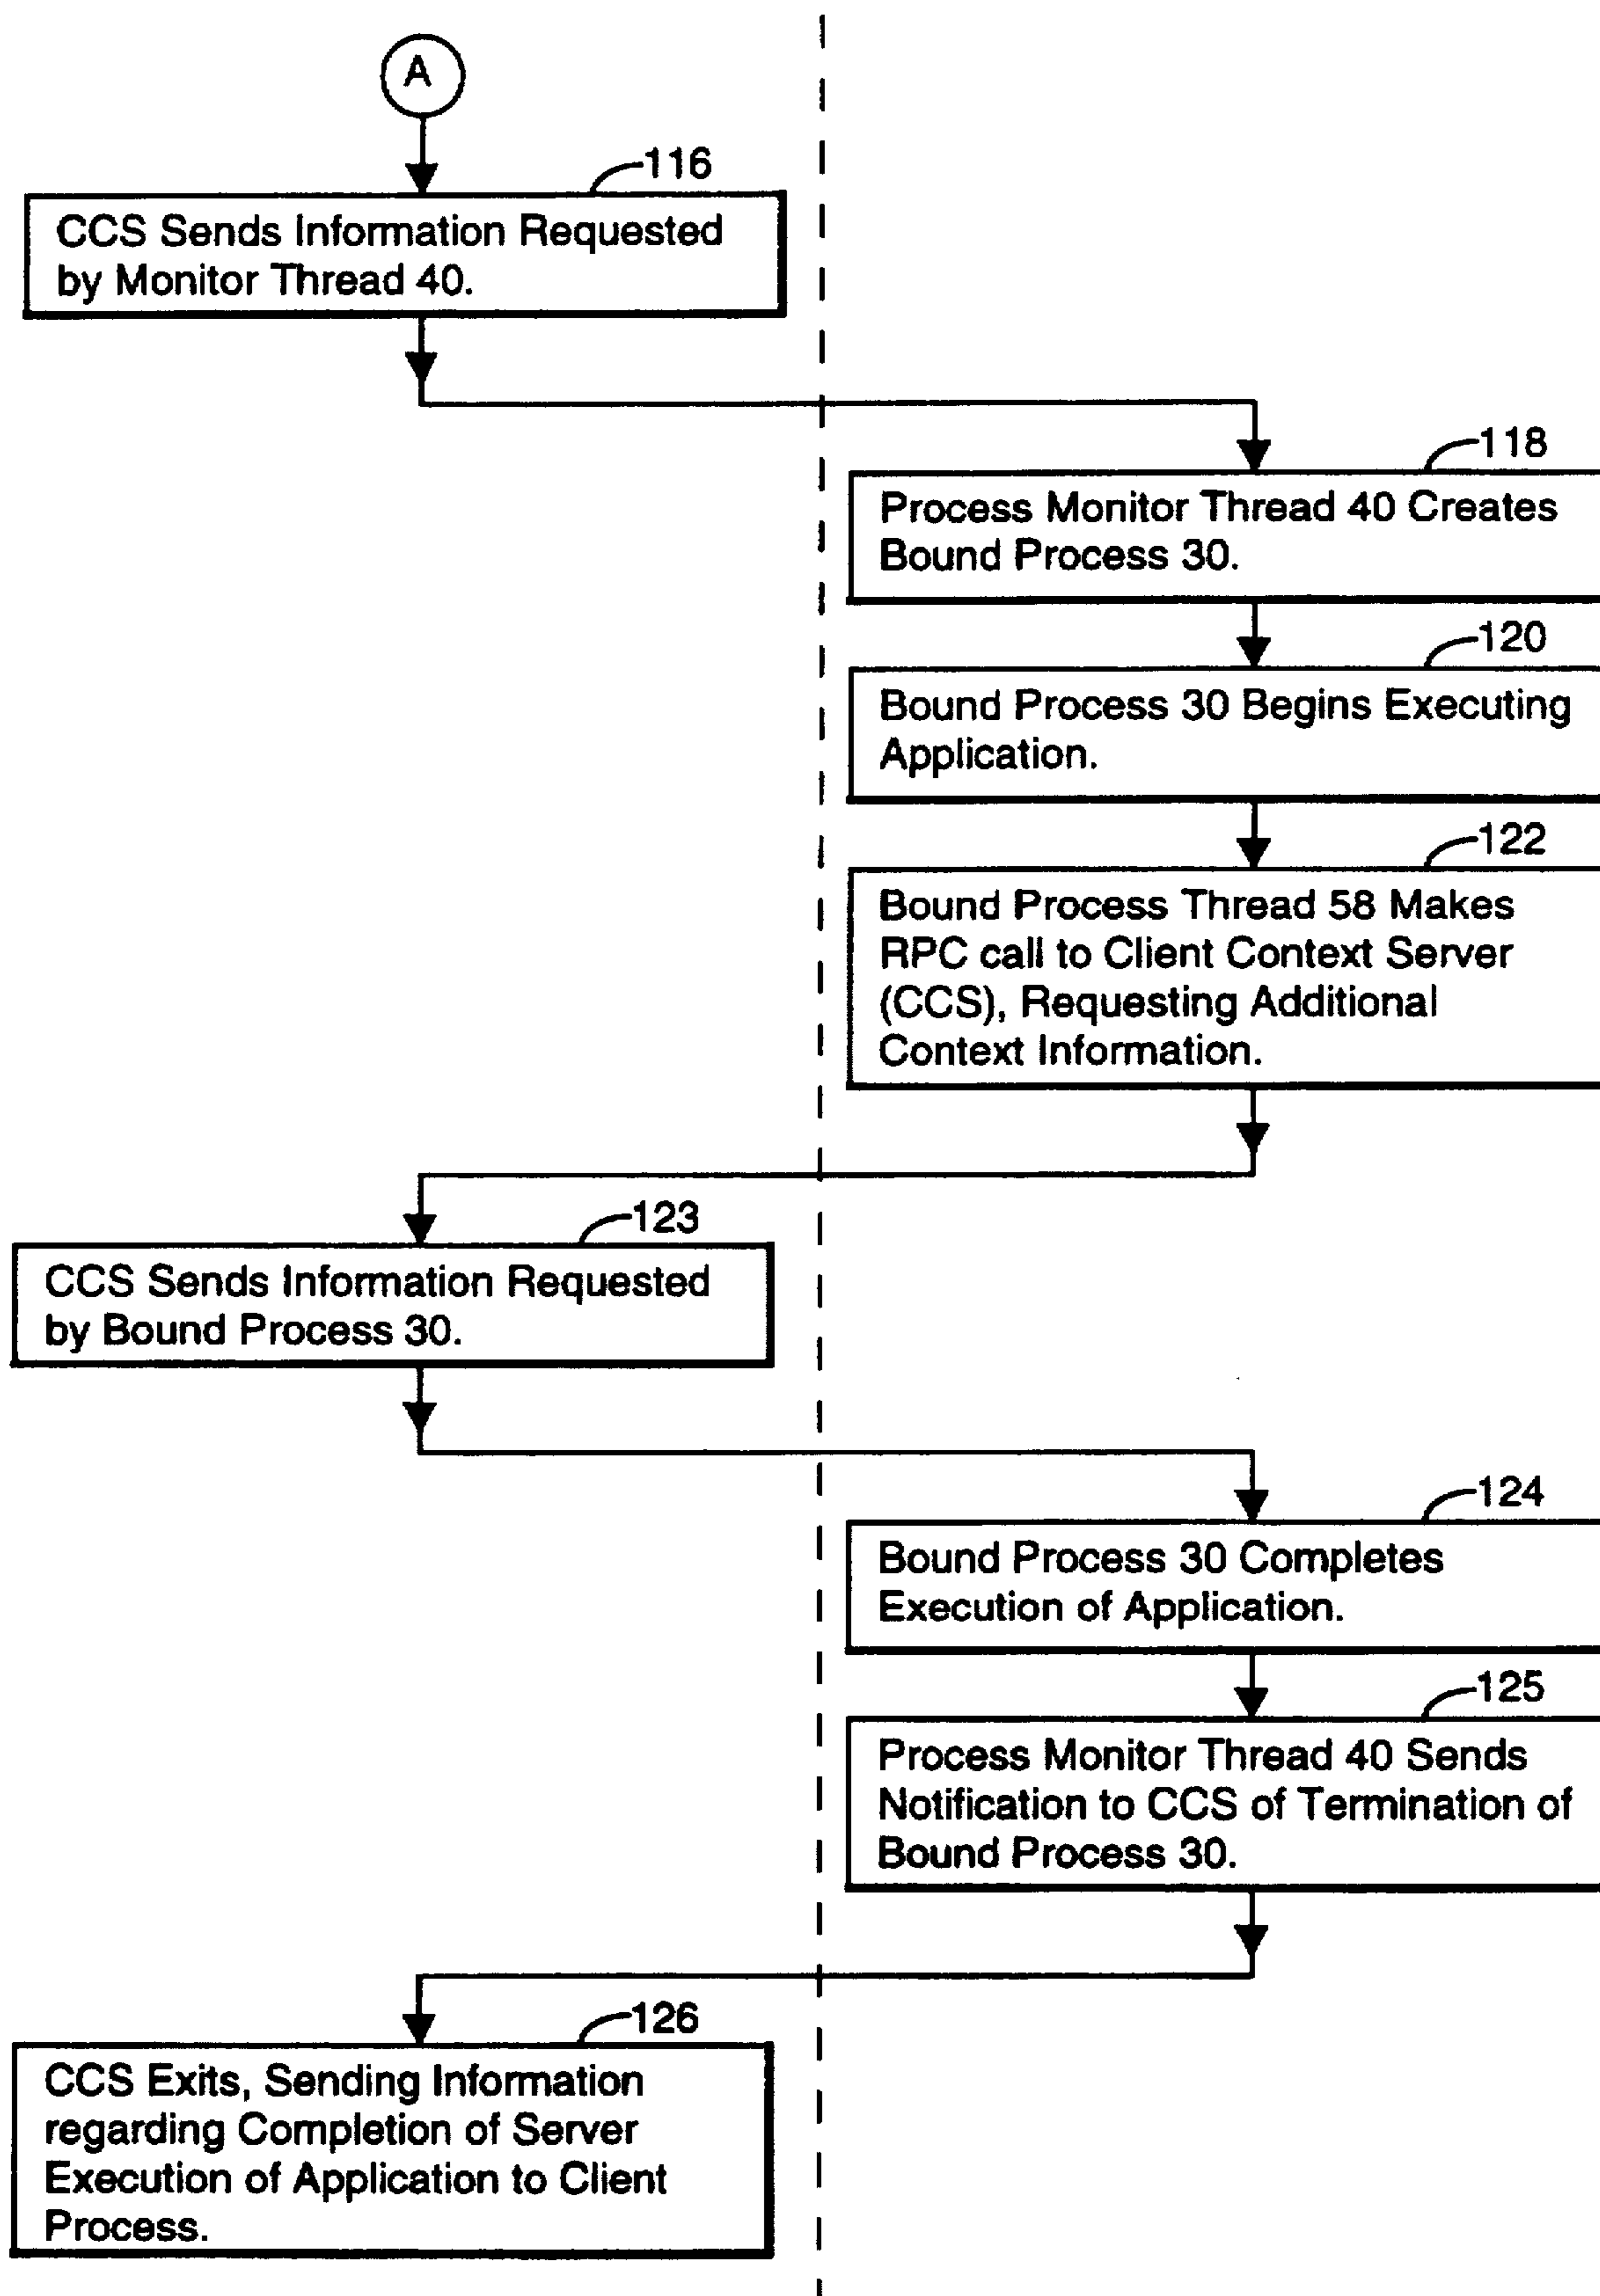 A
116
CCS Sends Information Requested
by Monitor Thread 40.
118
Process Monitor Thread 40 Creates
Bound Process 30.
120
Bound Process 30 Begins Executing
Application.
122
Bound Process Thread 58 Makes
RPC call to Client Context Server
(CCS), Requesting Additional
Context Information.
123
CCS Sends Information Requested
by Bound Process 30.
124
Bound Process 30 Completes
Execution of Application.
125
Process Monitor Thread 40 Sends
Notification to CCS of Termination of
Bound Process 30.
126
CCS Exits, Sending Information
regarding Completion of Server
Execution of Application to Client
Process.